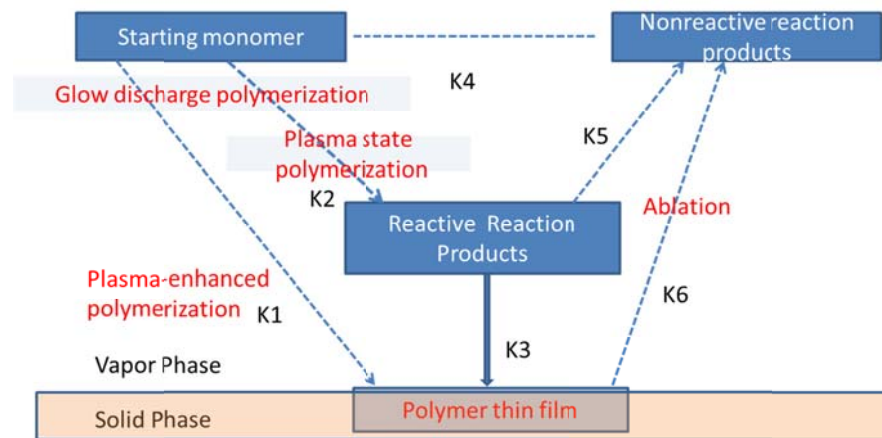 Starting monomer
Nonreactive reaction
products
Glow discharge polymerization
K4
Plasma state
polymerization
K5
K2
Ablation
Reactive Reaction
Products
Plasma-enhanced
polymerization
K1
K6
K3
Vapor Phase
Polymer thin film
Solid Phase